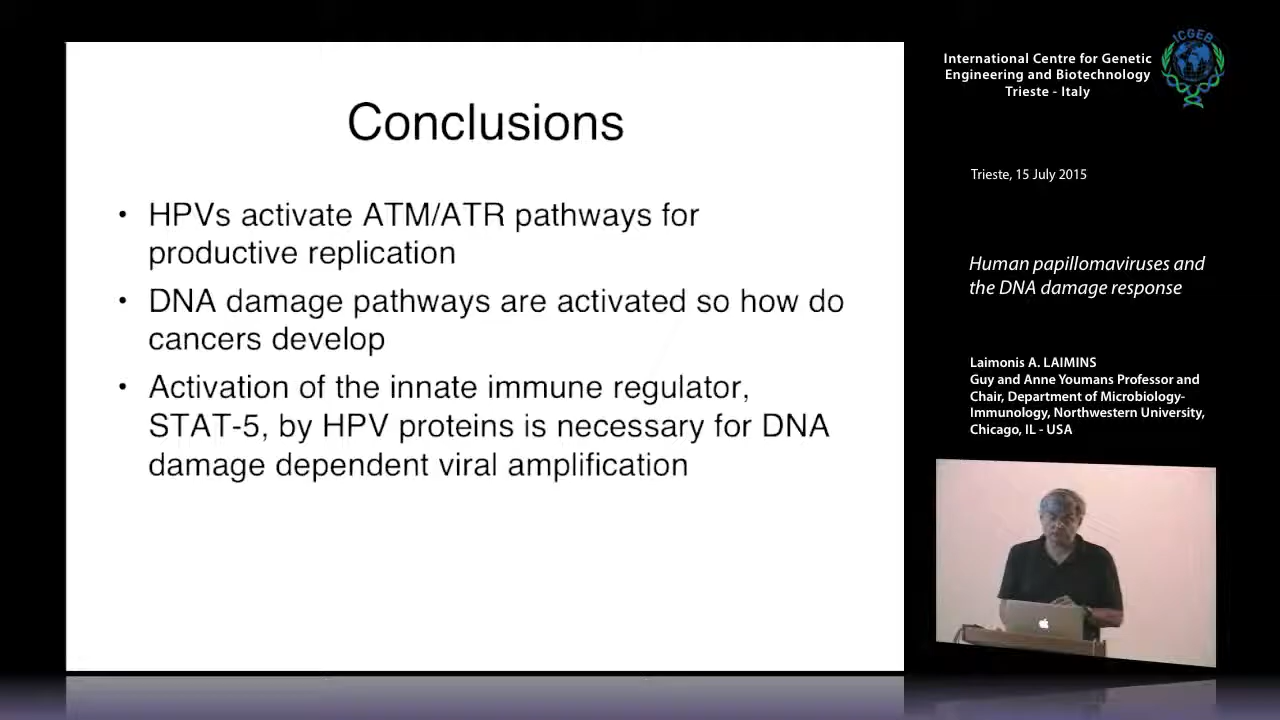 Conclusions
• HPVs activate ATM/ATR pathways for
productive replication
• DNA damage pathways are activated so how do
cancers develop
• Activation of the innate immune regulator,
STAT-5, by HPV proteins is necessary for DNA
damage dependent viral amplification
International Centre for Genetic
Engineering and Biotechnology
Trieste - Italy
ICGEB
Trieste, 15 July 2015
Human papillomaviruses and
the DNA damage response
Laimonis A. LAIMINS
Guy and Anne Youmans Professor and
Chair, Department of Microbiology-
Immunology, Northwestern University,
Chicago, IL - USA